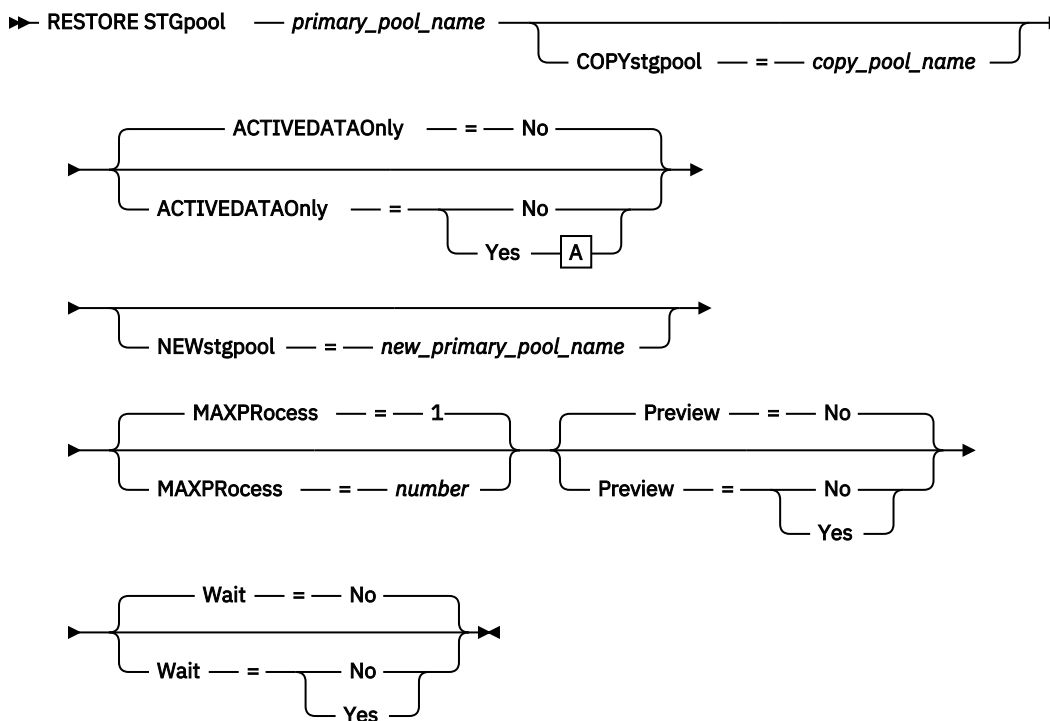 RESTORE STGpool primary_pool_name
COPYstgpool = copy_pool_name
ACTIVEDATAOnly = No
ACTIVEDATAOnly = No
Yes A
NEWstgpool = new_primary_pool_name
MAXPRocess = 1 Preview = No
MAXPRocess = number Preview = No
Yes
Wait = No
Wait = No
Yes